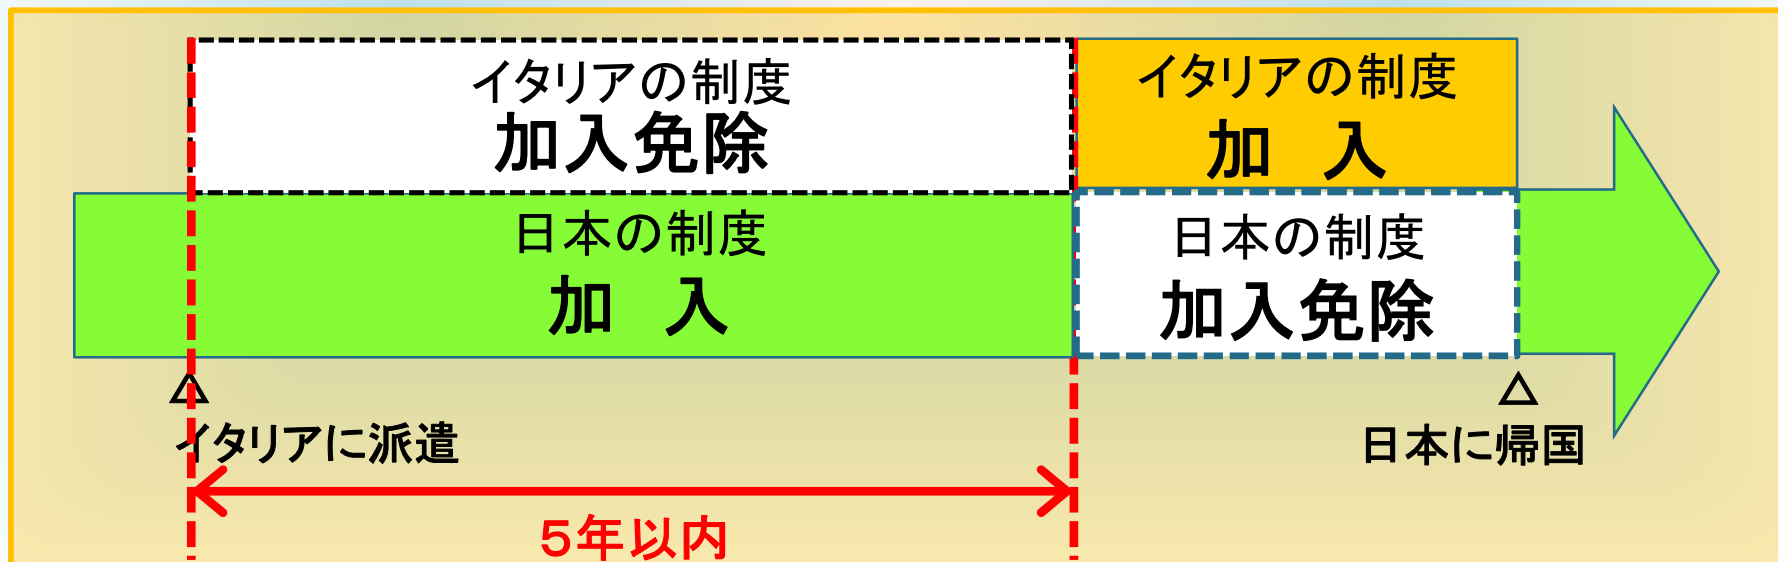 イタリアの制度
加入免除
イタリアの制度
加　入
日本の制度
加　入
日本の制度
加入免除
イタリアに派遣
日本に帰国
５年以内